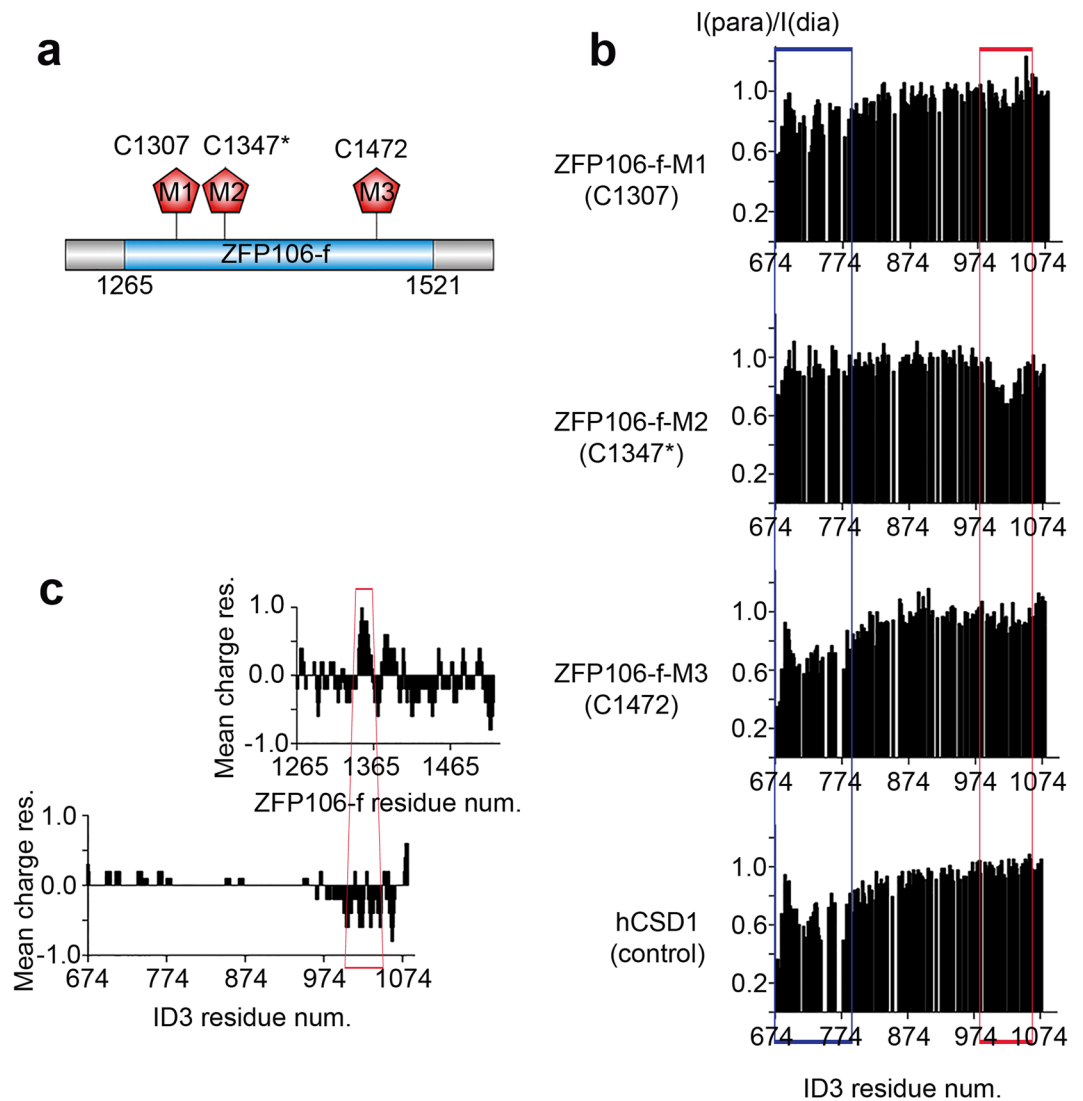 a
C1307 C1347* C1472
M1 M2 M3
ZFP106-f
1265 1521
b
I(para)/I(dia)
ZFP106-f-M1
(C1307)
1.0
0.6
0.2
674 774 874 974 1074
ZFP106-f-M2
(C1347*)
1.0
0.6
0.2
674 774 874 974 1074
ZFP106-f-M3
(C1472)
1.0
0.6
0.2
674 774 874 974 1074
hCSD1
(control)
1.0
0.6
0.2
674 774 874 974 1074
ID3 residue num.
c
Mean charge res.
1.0
0.0
-1.0
1265 1365 1465
ZFP106-f residue num.
Mean charge res.
1.0
0.0
-1.0
674 774 874 974 1074
ID3 residue num.